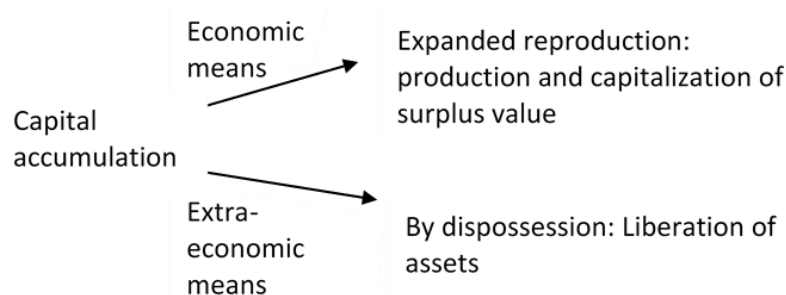 Economic
means
Expanded reproduction:
production and capitalization of
surplus value
Capital
accumulation
Extra-
economic
means
By dispossession: Liberation of
assets